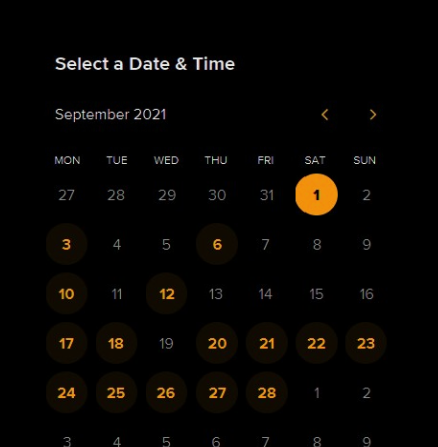 Select a Date & Time
September 2021
MON TUE WED THU FRI SAT SUN
27 28 29 30 31 1 2
3 4 5 6 7 8 9
10 11 12 13 14 15 16
17 18 19 20 21 22 23
24 25 26 27 28 1 2
3 4 5 6 7 8 9